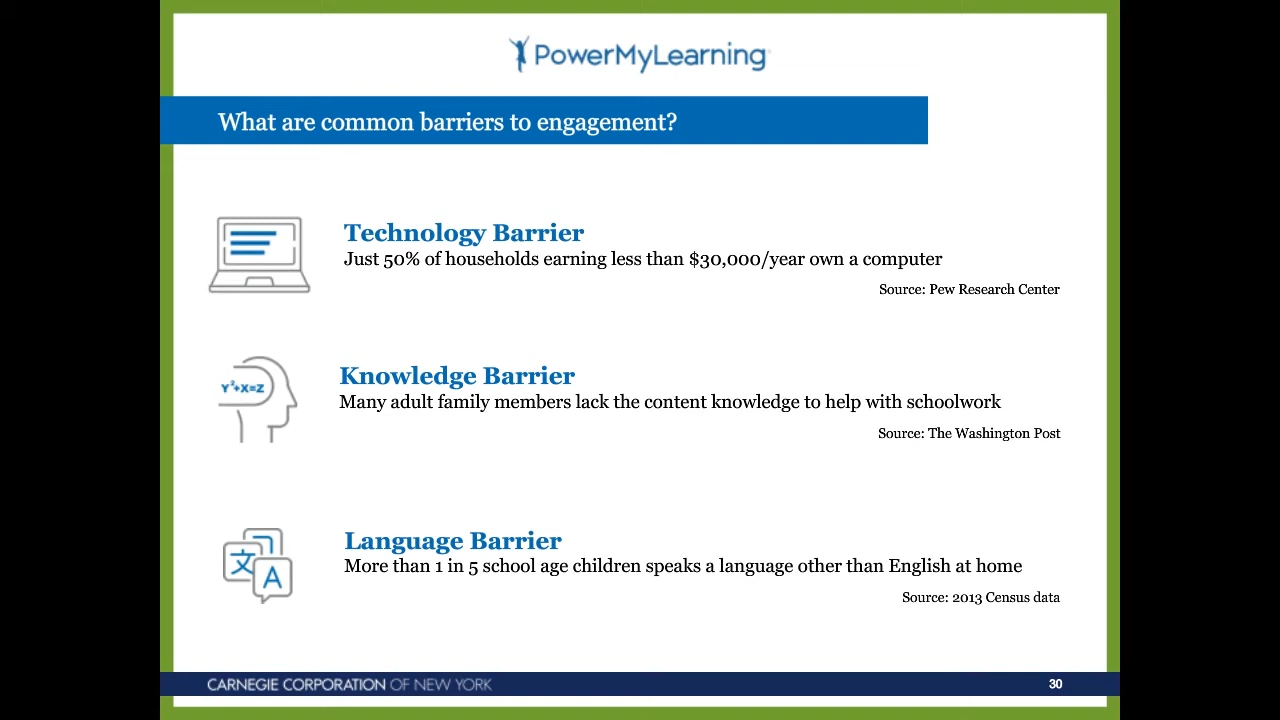 PowerMyLearning
What are common barriers to engagement?
Technology Barrier
Just 50% of households earning less than $30,000/year own a computer
Source: Pew Research Center
Y²+X=Z
Knowledge Barrier
Many adult family members lack the content knowledge to help with schoolwork
Source: The Washington Post
文
A
Language Barrier
More than 1 in 5 school age children speaks a language other than English at home
Source: 2013 Census data
CARNEGIE CORPORATION OF NEW YORK
30